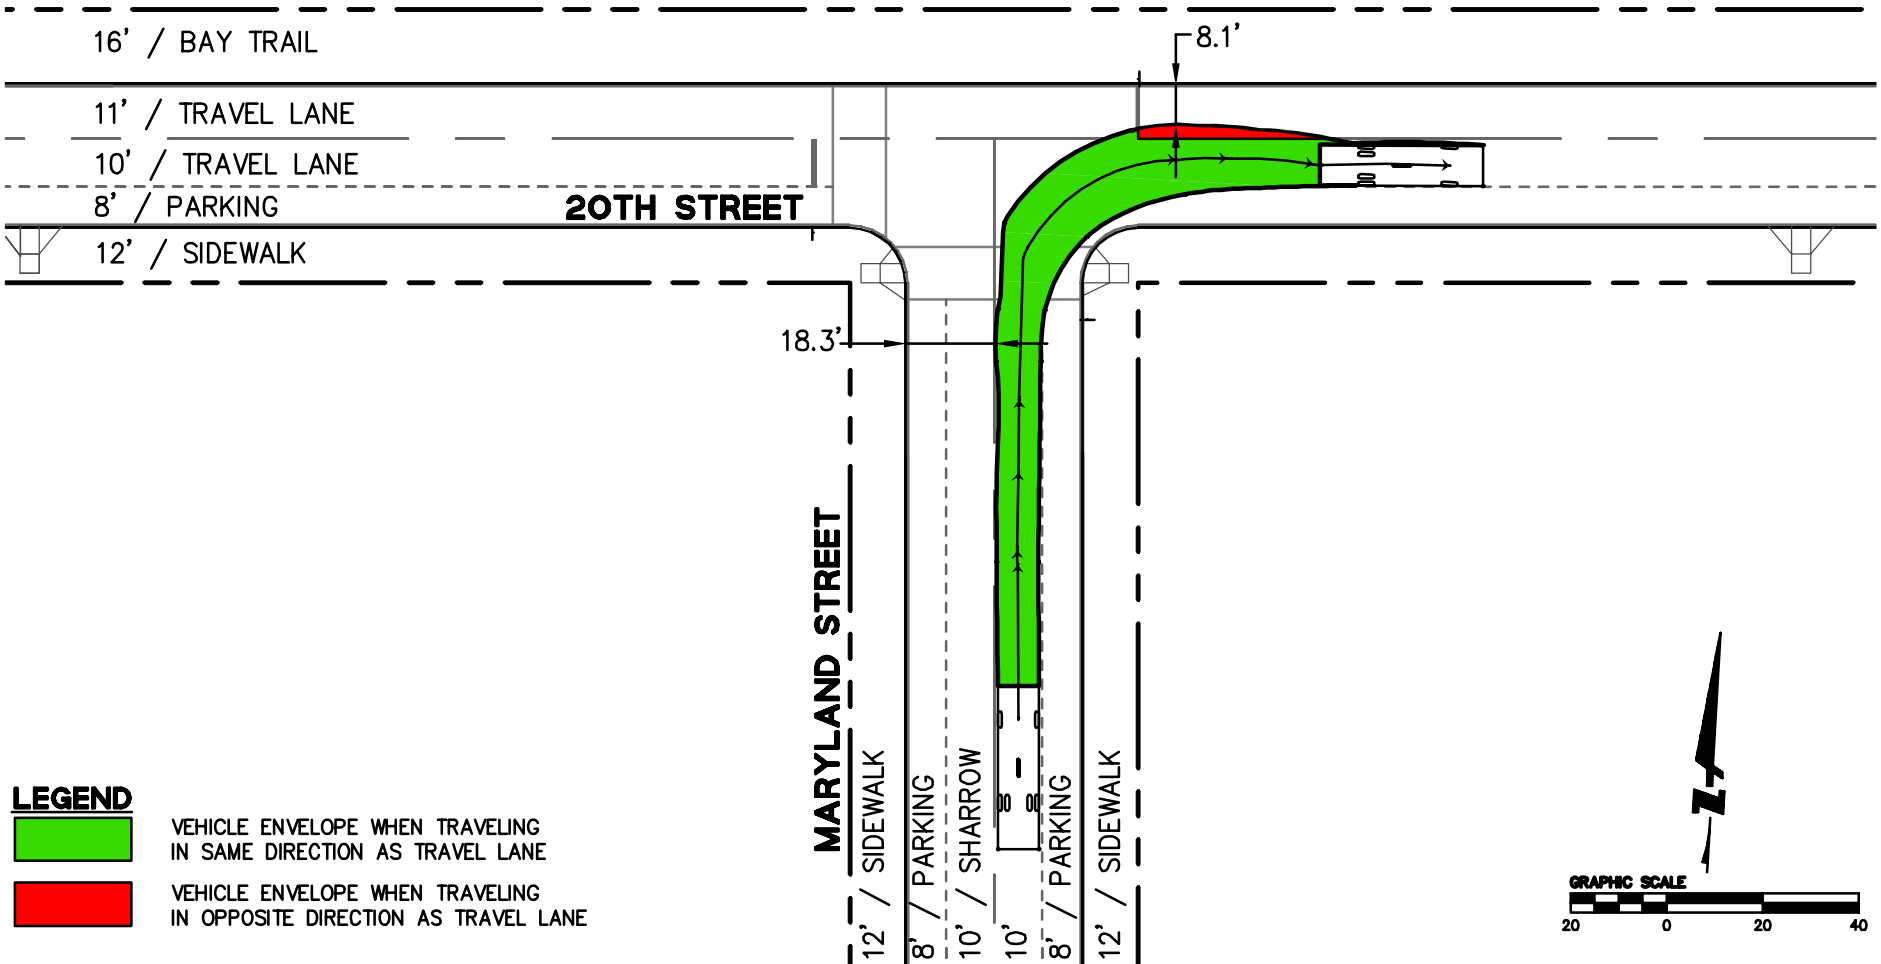 16' / BAY TRAIL
8.1'
11' / TRAVEL LANE
10' / TRAVEL LANE
8' / PARKING
20TH STREET
12' / SIDEWALK
18.3'
MARYLAND STREET
12' / SIDEWALK
8' / PARKING
10' / SHARROW
10'
8' / PARKING
12' / SIDEWALK
LEGEND
VEHICLE ENVELOPE WHEN TRAVELING
IN SAME DIRECTION AS TRAVEL LANE
VEHICLE ENVELOPE WHEN TRAVELING
IN OPPOSITE DIRECTION AS TRAVEL LANE
Z
GRAPHIC SCALE
20 0 20 40